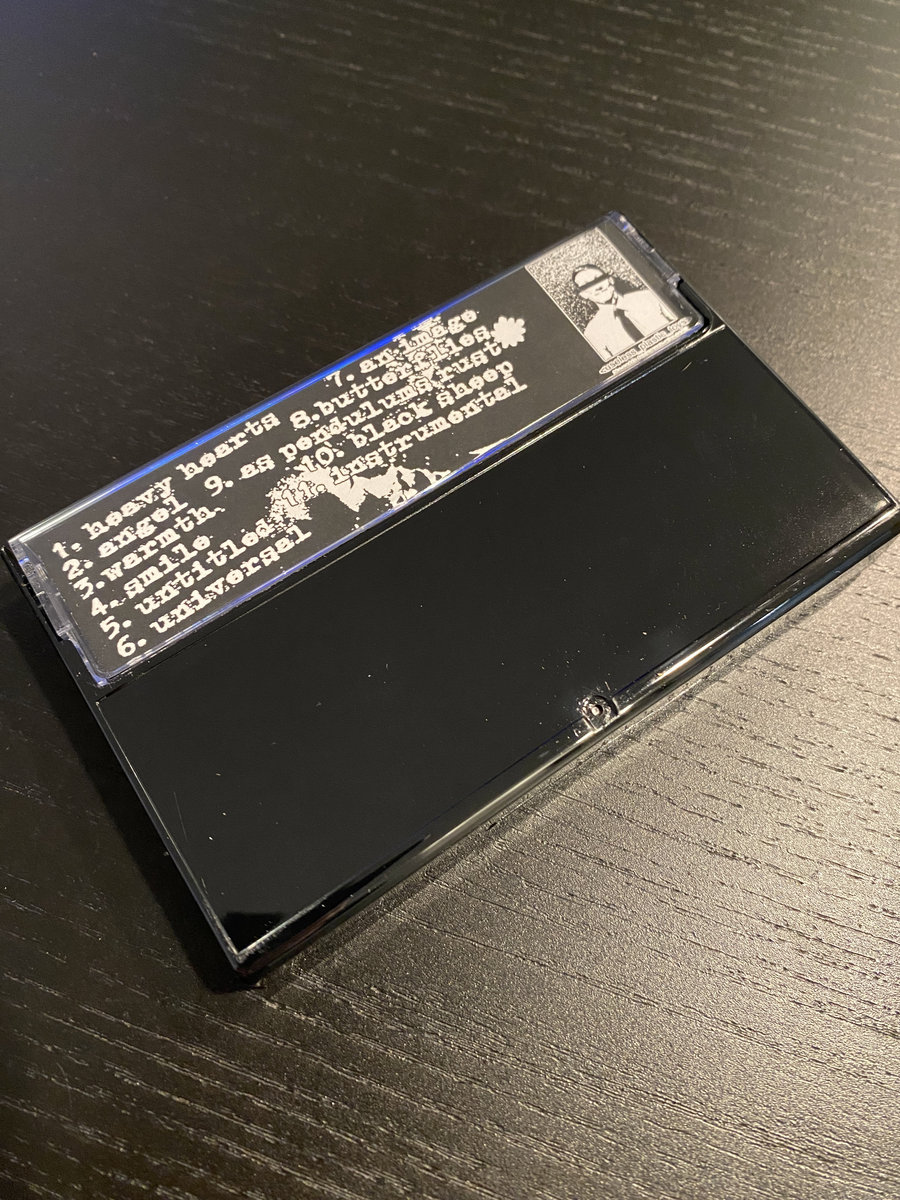 1. heavy hearts
2. angel
3.warmth
4. smile
5. untitled
6. universal
7. an image
8.butterflies
9. as pendulums rust
10. black sheep
11. instrumental